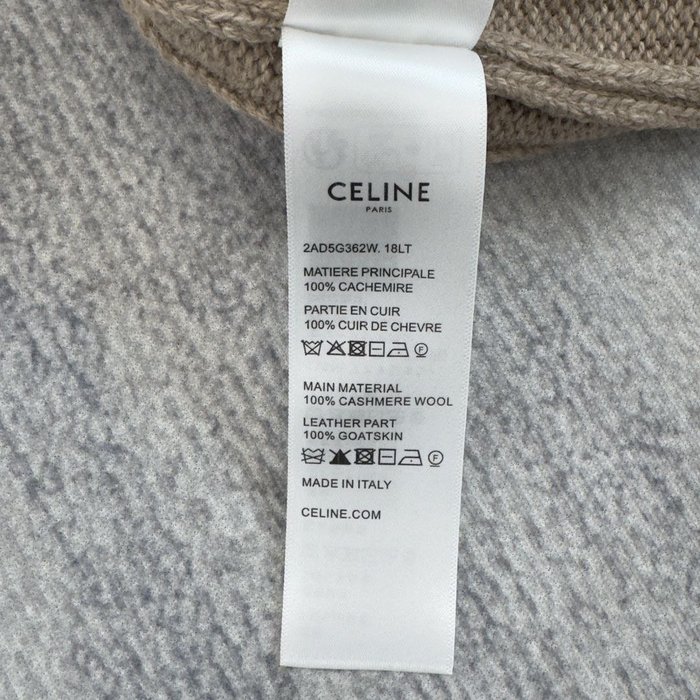 CELINE
PARIS
2AD5G362W. 18LT
MATIERE PRINCIPALE
100% CACHEMIRE
PARTIE EN CUIR
100% CUIR DE CHEVRE
F
MAIN MATERIAL
100% CASHMERE WOOL
LEATHER PART
100% GOATSKIN
F
MADE IN ITALY
CELINE.COM